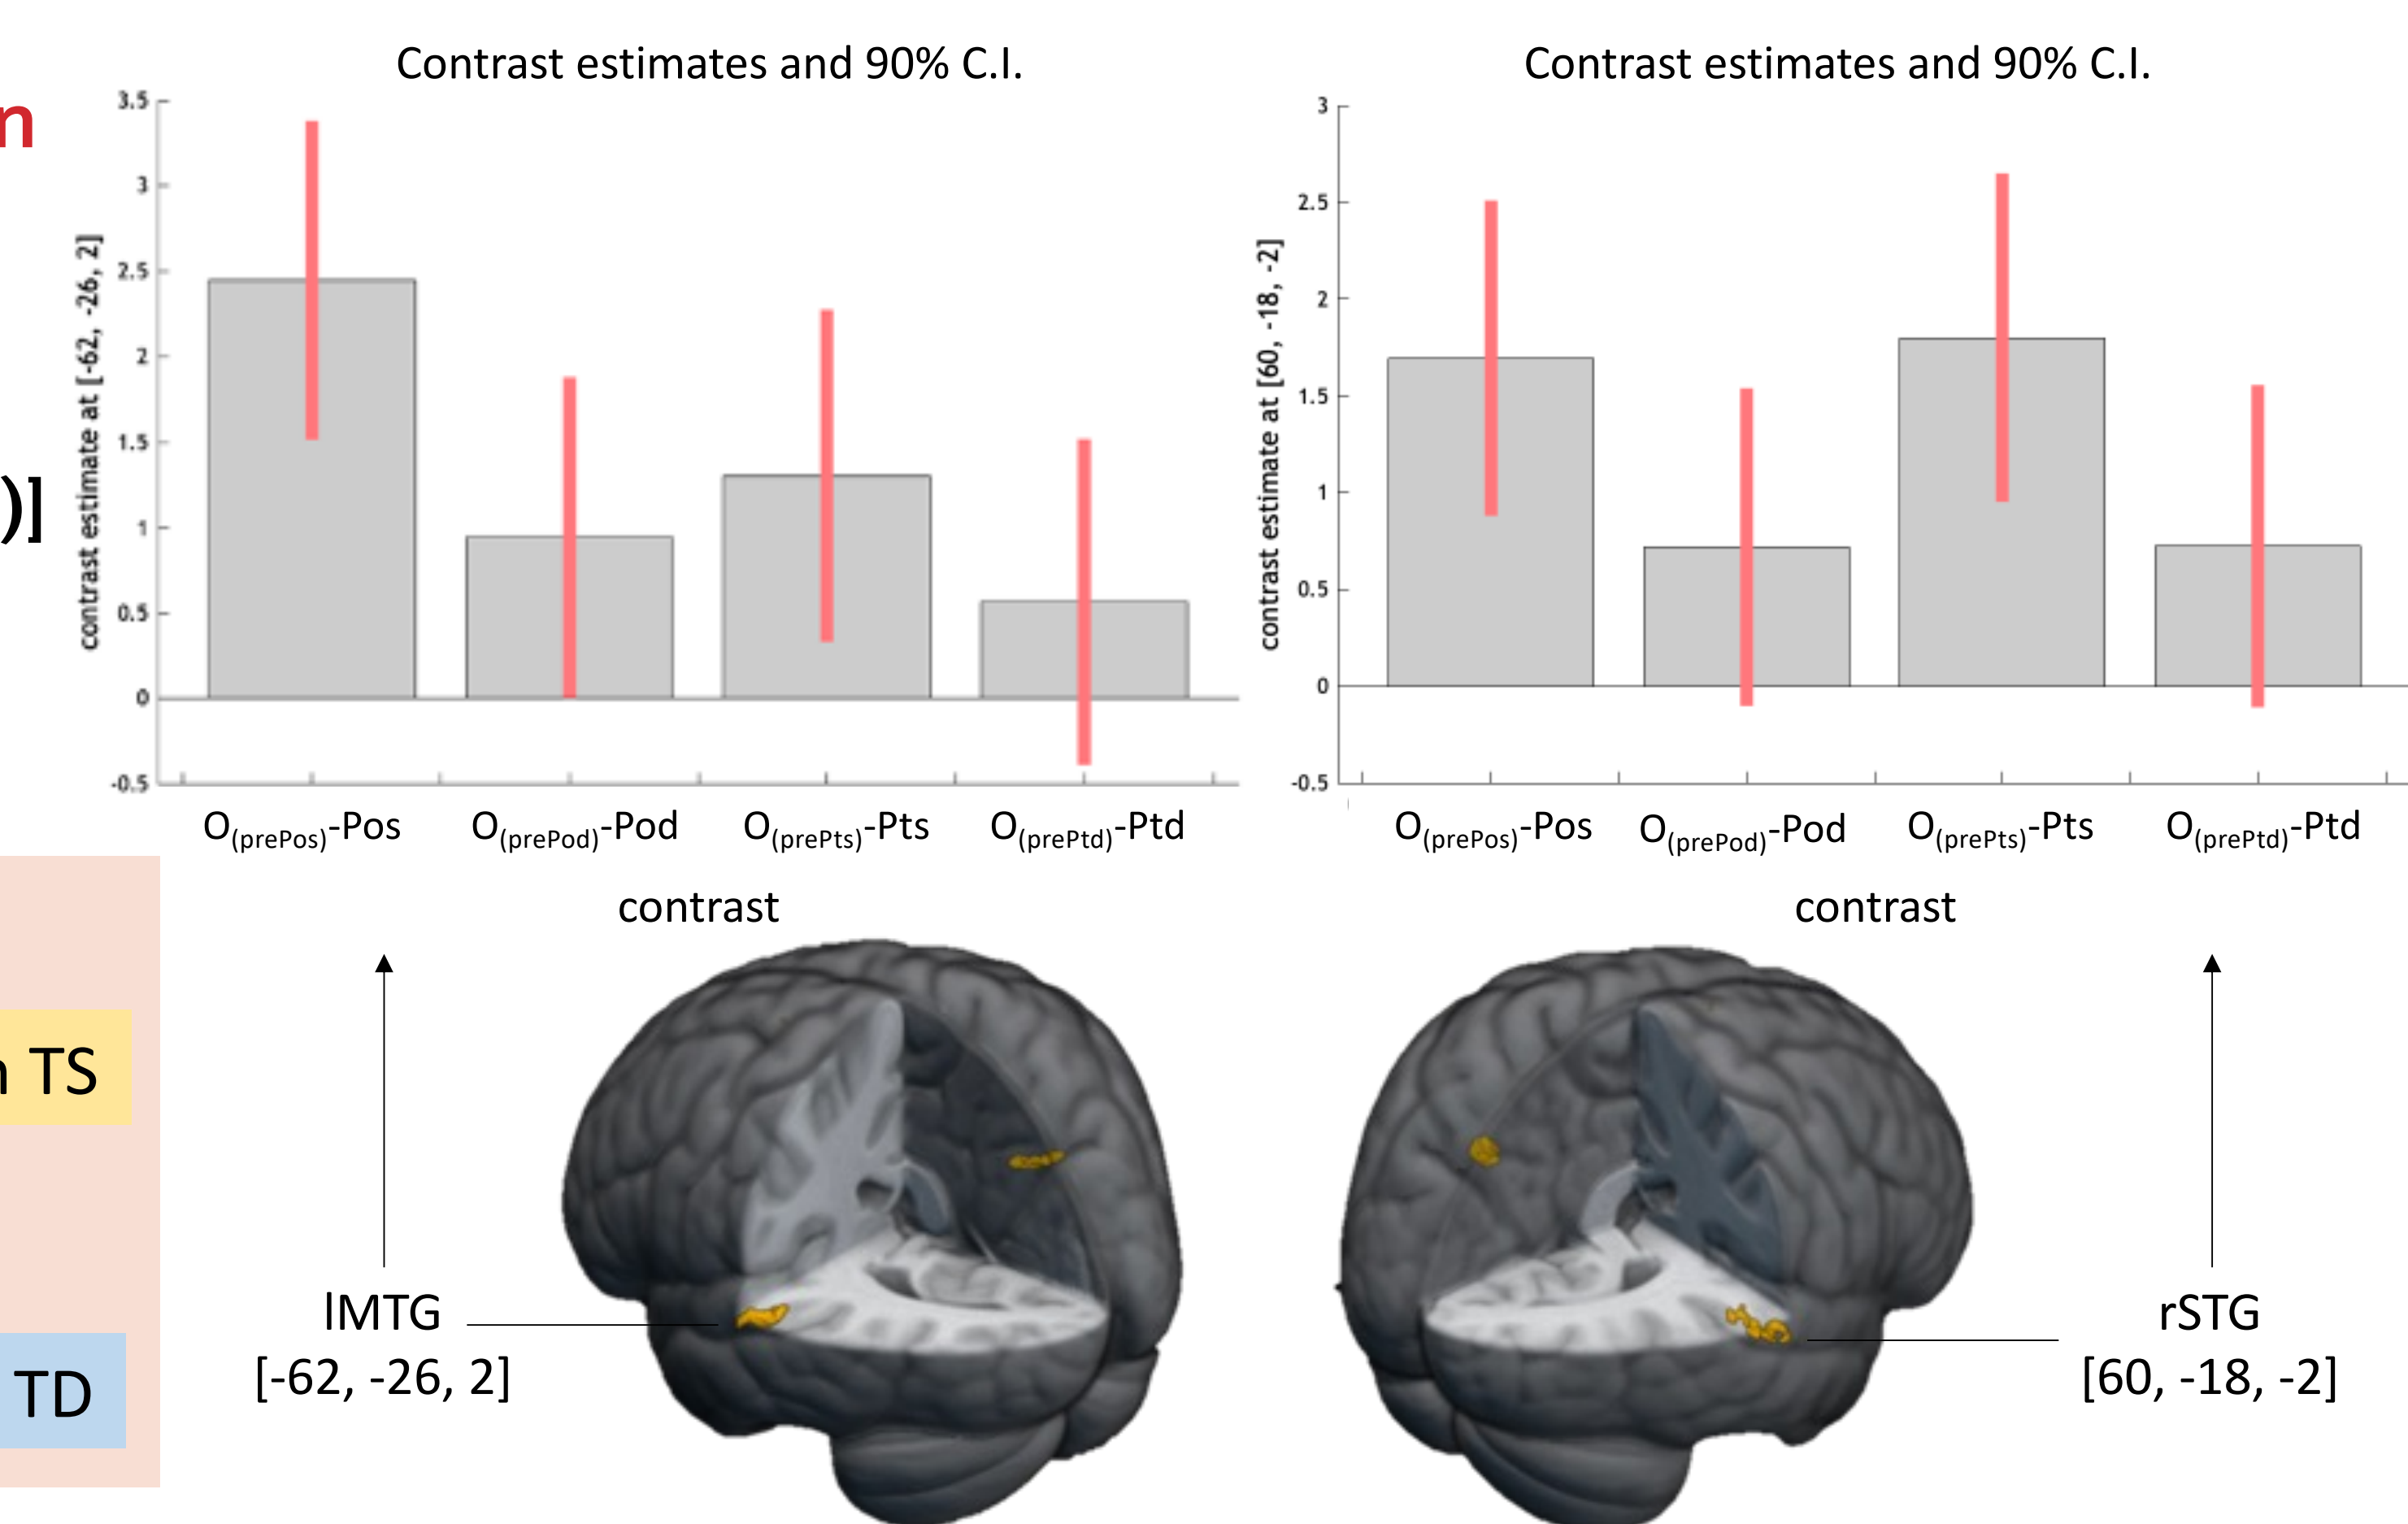 n
)]
n TS
TD
Contrast estimates and 90% C.I.
contrast estimate at [-62, -26, 2]
3.5
3
2.5
2
1.5
1
0.5
0
-0.5
O(prePos)-Pos O(prePod)-Pod O(prePts)-Pts O(prePtd)-Ptd
contrast
lMTG
[-62, -26, 2]
Contrast estimates and 90% C.I.
contrast estimate at [60, -18, -2]
3
2.5
2
1.5
1
0.5
0
-0.5
O(prePos)-Pos O(prePod)-Pod O(prePts)-Pts O(prePtd)-Ptd
contrast
rSTG
[60, -18, -2]